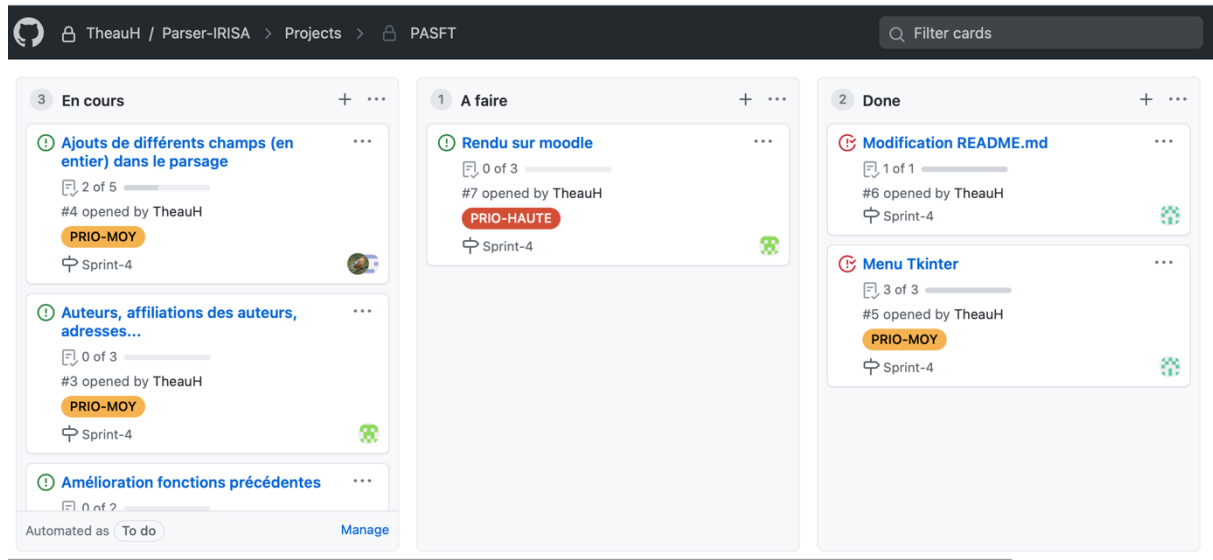 TheauH / Parser-IRISA > Projects > PASFT
Filter cards
3 En cours + ...
Ajouts de différents champs (en
entier) dans le parsage
2 of 5
#4 opened by TheauH
PRIO-MOY
Sprint-4
Auteurs, affiliations des auteurs,
adresses...
0 of 3
#3 opened by TheauH
PRIO-MOY
Sprint-4
Amélioration fonctions précédentes
0 of 2
Automated as To do Manage
1 A faire + ...
Rendu sur moodle
0 of 3
#7 opened by TheauH
PRIO-HAUTE
Sprint-4
2 Done + ...
Modification README.md
1 of 1
#6 opened by TheauH
Sprint-4
Menu Tkinter
3 of 3
#5 opened by TheauH
PRIO-MOY
Sprint-4